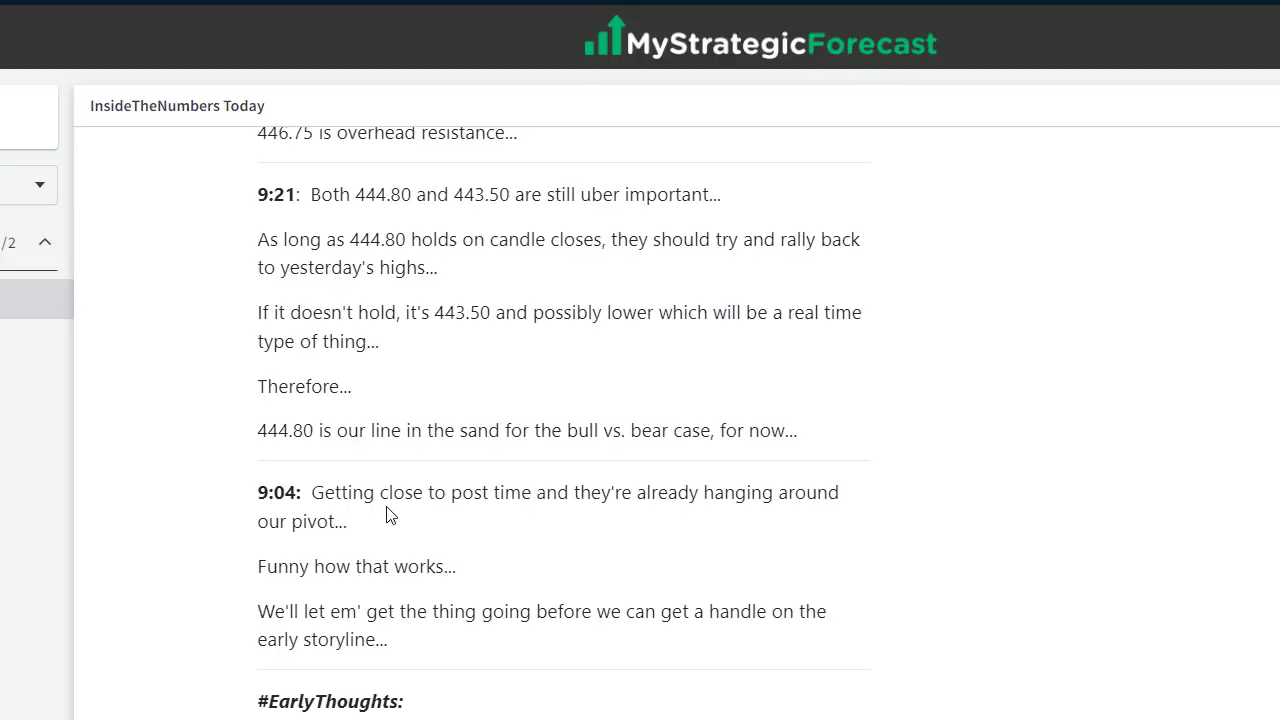 MyStrategicForecast
InsideTheNumbers Today
446.75 is overhead resistance...
9:21:  Both 444.80 and 443.50 are still uber important...
As long as 444.80 holds on candle closes, they should try and rally back
to yesterday's highs...
If it doesn't hold, it's 443.50 and possibly lower which will be a real time
type of thing...
Therefore...
/2
444.80 is our line in the sand for the bull vs. bear case, for now...
9:04:  Getting close to post time and they're already hanging around
our pivot...
Funny how that works...
We'll let em' get the thing going before we can get a handle on the
early storyline...
#EarlyThoughts: